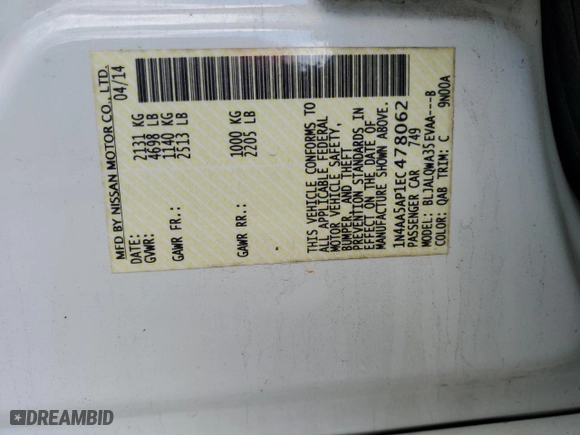 MFD BY NISSAN MOTOR CO., LTD.
DATE: 04/14
GVWR: 2131 KG
4698 LB
GAWR FR.: 1140 KG
2513 LB
GAWR RR.: 1000 KG
2205 LB
THIS VEHICLE CONFORMS TO
ALL APPLICABLE FEDERAL
MOTOR VEHICLE SAFETY,
BUMPER, AND THEFT
PREVENTION STANDARDS IN
EFFECT ON THE DATE OF
MANUFACTURE SHOWN ABOVE.
1N4AA5AP1EC478062
PASSENGER CAR 749
MODEL: BLJALQWA35EVAA---B
COLOR: QAB TRIM: C 9N00A
DREAMBID